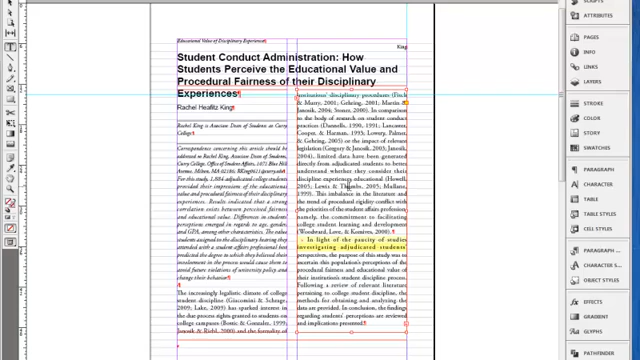 Educational Value of Disciplinary Experience
King
Student Conduct Administration: How
Students Perceive the Educational Value and
Procedural Fairness of their Disciplinary
Experiences
Rachel Heafitz King
Rachel King is Associate Dean of Students at Curry
College.
Correspondence concerning this article should be
addressed to Rachel King, Associate Dean of Students, Curry
College, Office of Student Affairs, 1071 Blue Hill
Avenue, Milton, MA 02186.
For this study, 1,884 adjudicated college students
provided their impressions of the educational
value and procedural fairness of their disciplinary
experiences. Results indicated that a strong
correlation exists between perceived fairness
and educational value. Differences in students'
perceptions emerged in regards to age, gender,
and GPA, among other characteristics. The value
students assigned to the disciplinary hearing they
attended with a student affairs professional best
predicted the degree to which they believed their
involvement in the process would cause them to
avoid future violations of university policy and
change their behavior
The increasingly legalistic climate of college
student discipline (Giacomini & Schrage,
2009; Lake, 2009) has sparked interest in
the due process rights granted to students on
college campuses (Bostic & Gonzalez, 1999;
Janosik & Riehl, 2000) and the formality of
institutions' disciplinary procedures (Fitch
& Murry, 2001; Gehring, 2001; Martin &
Janosik, 2004; Stoner, 2000). In comparison
to the body of research on student conduct
practices (Dannells, 1990, 1991; Lancaster,
Cooper, & Harman, 1993; Lowery, Palmer,
& Gehring, 2005) or the impact of relevant
legislation (Gregory & Janosik, 2003; Janosik,
2004), limited data have been generated
directly from adjudicated students to better
understand whether they consider their
discipline experiences educational (Howell,
2005; Lewis & Thombs, 2005; Mullane,
1999). This imbalance in the literature and
the trend of procedural rigidity conflict with
the priorities of the student affairs profession,
namely, the commitment to facilitating
college student learning and development
(Woodard, Love, & Komives, 2000).
In light of the paucity of studies
investigating adjudicated students'
perspectives, the purpose of this study was to
ascertain this population's perceptions of the
procedural fairness and educational value of
their institution's student discipline process.
Following a review of relevant literature
pertaining to college student discipline, the
methods for obtaining and analyzing the
data are presented. In conclusion, the findings
regarding students' perceptions are reviewed
and implications presented.
SCRIPTS
ATTRIBUTES
PAGES
INFO
LINKS
LAYERS
STROKE
COLOR
STORY
SWATCHES
PARAGRAPH
CHARACTER
TABLE
TABLE STYLES
CELL STYLES
PARAGRAPH ...
CHARACTER S...
OBJECT STYLES
EFFECTS
GRADIENT
GLYPHS
PATHFINDER